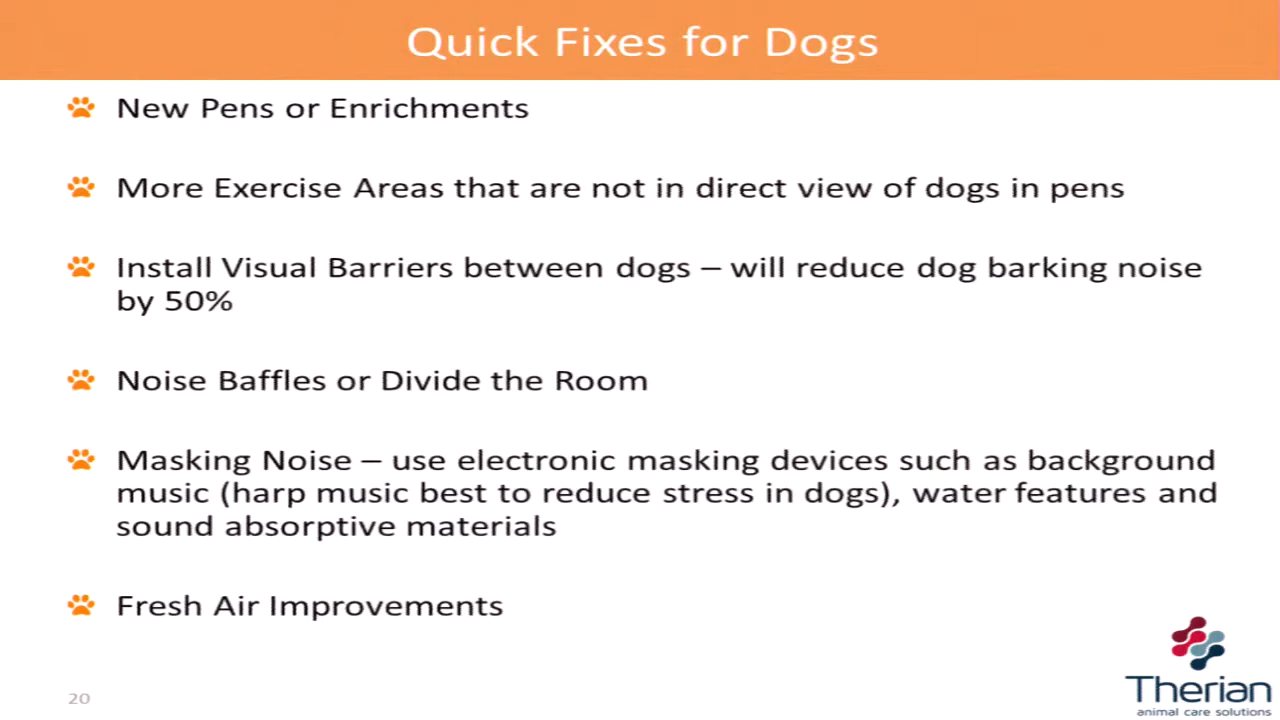 Quick Fixes for Dogs
New Pens or Enrichments
More Exercise Areas that are not in direct view of dogs in pens
Install Visual Barriers between dogs – will reduce dog barking noise
by 50%
Noise Baffles or Divide the Room
Masking Noise – use electronic masking devices such as background
music (harp music best to reduce stress in dogs), water features and
sound absorptive materials
Fresh Air Improvements
20
Therian
animal care solutions